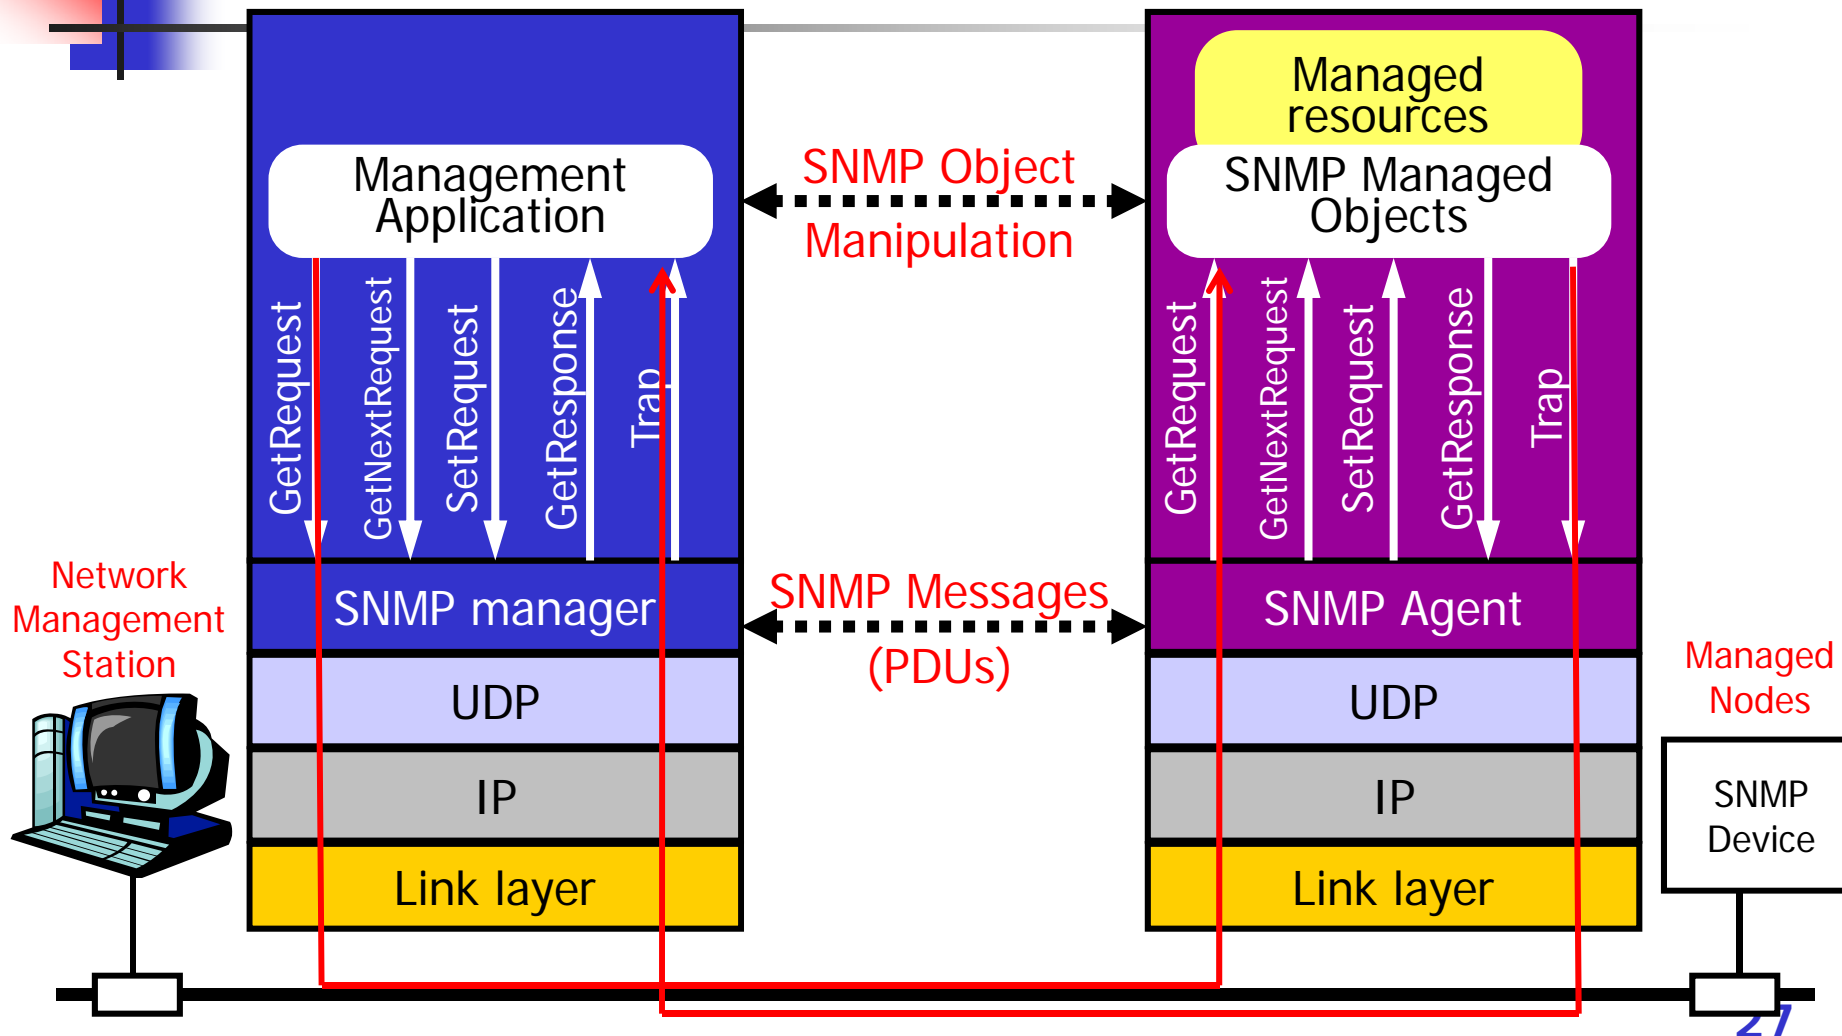 Management
Application
GetRequest
GetNextRequest
SetRequest
GetResponse
Trap
SNMP manager
UDP
IP
Link layer
Network
Management
Station
SNMP Object
Manipulation
SNMP Messages
(PDUs)
Managed
resources
SNMP Managed
Objects
GetRequest
GetNextRequest
SetRequest
GetResponse
Trap
SNMP Agent
UDP
IP
Link layer
Managed
Nodes
SNMP
Device
27